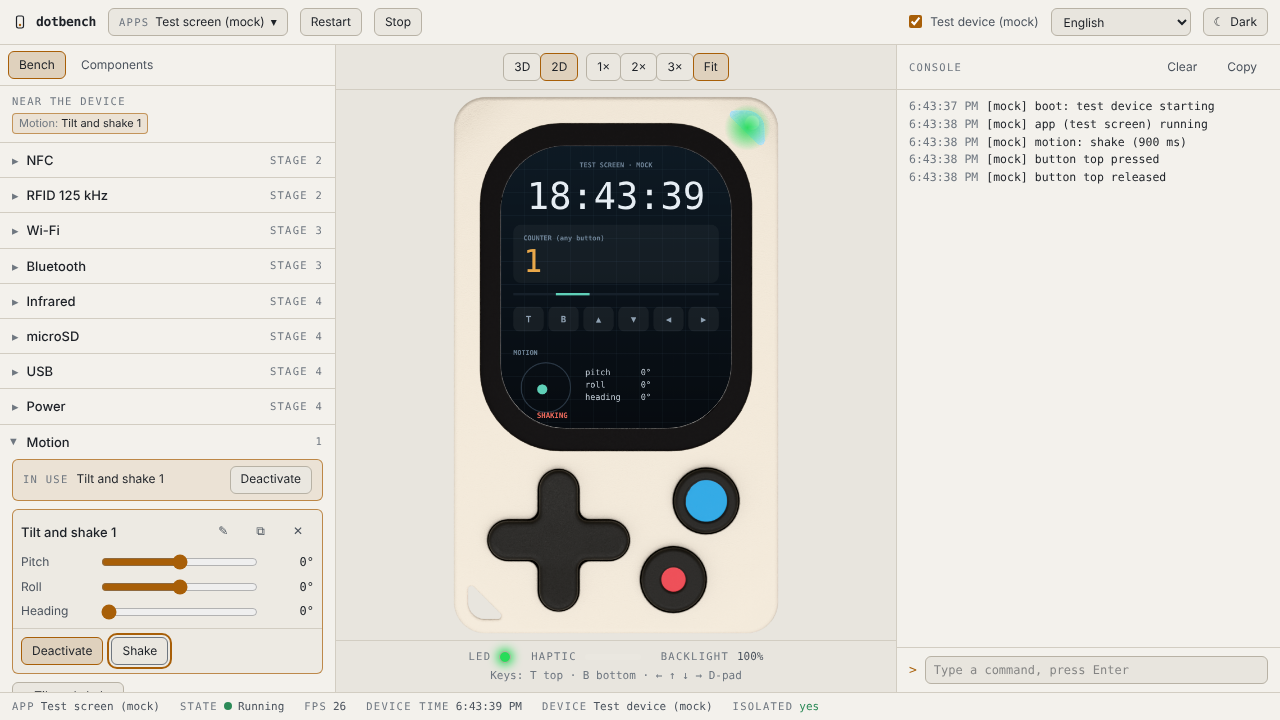 dotbench
APPS Test screen (mock) ▾
Restart
Stop
Test device (mock)
English
☾ Dark
Bench
Components
NEAR THE DEVICE
Motion: Tilt and shake 1
▸ NFC STAGE 2
▸ RFID 125 kHz STAGE 2
▸ Wi-Fi STAGE 3
▸ Bluetooth STAGE 3
▸ Infrared STAGE 4
▸ microSD STAGE 4
▸ USB STAGE 4
▸ Power STAGE 4
▾ Motion 1
IN USE Tilt and shake 1 Deactivate
Tilt and shake 1 ✎ ⧉ ✕
Pitch 0°
Roll 0°
Heading 0°
Deactivate Shake
3D 2D 1× 2× 3× Fit
TEST SCREEN · MOCK
18:43:39
COUNTER (any button)
1
T B ▲ ▼ ◀ ▶
MOTION
pitch 0°
roll 0°
heading 0°
SHAKING
LED HAPTIC BACKLIGHT 100%
Keys: T top · B bottom · ← ↑ ↓ → D-pad
CONSOLE Clear Copy
6:43:37 PM [mock] boot: test device starting
6:43:38 PM [mock] app (test screen) running
6:43:38 PM [mock] motion: shake (900 ms)
6:43:38 PM [mock] button top pressed
6:43:38 PM [mock] button top released
> Type a command, press Enter
APP Test screen (mock) STATE Running FPS 26 DEVICE TIME 6:43:39 PM DEVICE Test device (mock) ISOLATED yes